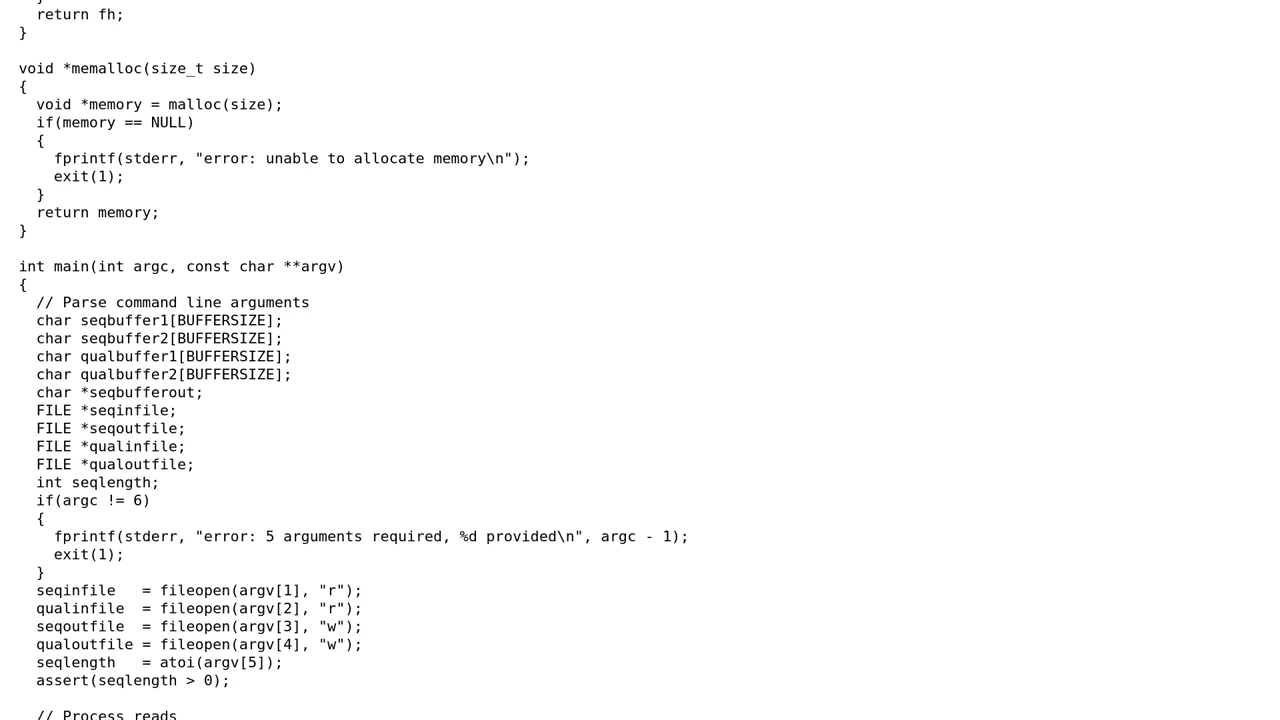 }
  return fh;
}

void *memalloc(size_t size)
{
  void *memory = malloc(size);
  if(memory == NULL)
  {
    fprintf(stderr, "error: unable to allocate memory\n");
    exit(1);
  }
  return memory;
}

int main(int argc, const char **argv)
{
  // Parse command line arguments
  char seqbuffer1[BUFFERSIZE];
  char seqbuffer2[BUFFERSIZE];
  char qualbuffer1[BUFFERSIZE];
  char qualbuffer2[BUFFERSIZE];
  char *seqbufferout;
  FILE *seqinfile;
  FILE *seqoutfile;
  FILE *qualinfile;
  FILE *qualoutfile;
  int seqlength;
  if(argc != 6)
  {
    fprintf(stderr, "error: 5 arguments required, %d provided\n", argc - 1);
    exit(1);
  }
  seqinfile   = fileopen(argv[1], "r");
  qualinfile  = fileopen(argv[2], "r");
  seqoutfile  = fileopen(argv[3], "w");
  qualoutfile = fileopen(argv[4], "w");
  seqlength   = atoi(argv[5]);
  assert(seqlength > 0);

  // Process reads